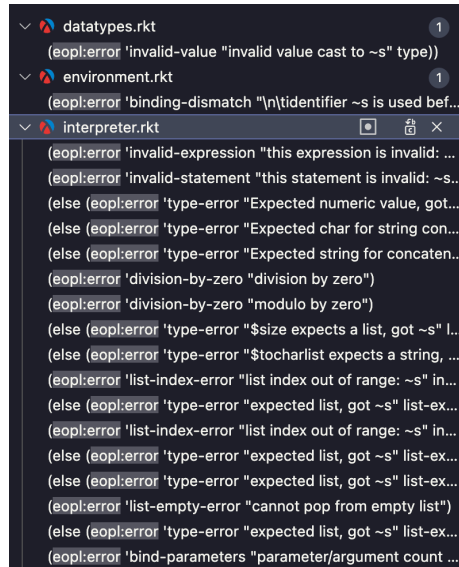 datatypes.rkt 1
(eopl:error 'invalid-value "invalid value cast to ~s" type))
environment.rkt 1
(eopl:error 'binding-dispatch "\n\tidentifier ~s is used bef...
interpreter.rkt
(eopl:error 'invalid-expression "this expression is invalid: ...
(eopl:error 'invalid-statement "this statement is invalid: ~s...
(else (eopl:error 'type-error "Expected numeric value, got...
(else (eopl:error 'type-error "Expected char for string con...
(else (eopl:error 'type-error "Expected string for concaten...
(eopl:error 'division-by-zero "division by zero")
(eopl:error 'division-by-zero "modulo by zero")
(else (eopl:error 'type-error "$size expects a list, got ~s" l...
(else (eopl:error 'type-error "$tocharlist expects a string, ...
(eopl:error 'list-index-error "list index out of range: ~s" in...
(else (eopl:error 'type-error "expected list, got ~s" list-ex...
(eopl:error 'list-index-error "list index out of range: ~s" in...
(else (eopl:error 'type-error "expected list, got ~s" list-ex...
(else (eopl:error 'type-error "expected list, got ~s" list-ex...
(eopl:error 'list-empty-error "cannot pop from empty list")
(else (eopl:error 'type-error "expected list, got ~s" list-ex...
(eopl:error 'bind-parameters "parameter/argument count ...